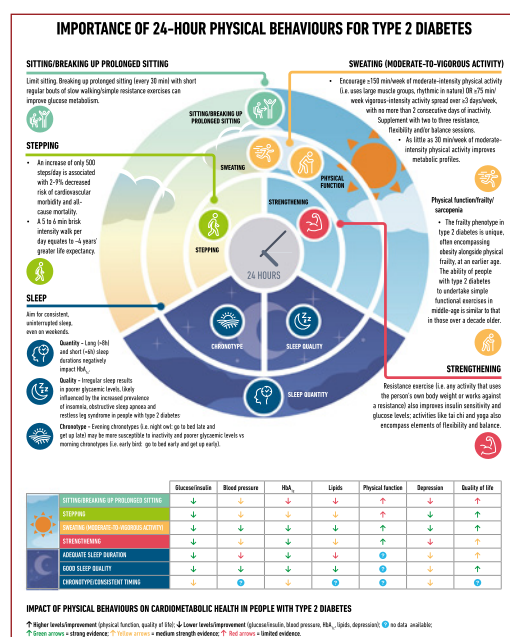 IMPORTANCE OF 24-HOUR PHYSICAL BEHAVIOURS FOR TYPE 2 DIABETES
SITTING/BREAKING UP PROLONGED SITTING
Limit sitting. Breaking up prolonged sitting (every 30 min) with short
regular bouts of slow walking/simple resistance exercises can
improve glucose metabolism.
STEPPING
• An increase of only 500
steps/day is associated
with 2-9% decreased
risk of cardiovascular
morbidity and all-
cause mortality.
• A 5 to 6 min brisk
intensity walk per
day equates to ~4 years'
greater life expectancy.
SLEEP
Aim for consistent,
uninterrupted sleep,
even on weekends.
Quantity – Long (>8h)
and short (<6h) sleep
durations negatively
impact HbA1c.
Quality – Irregular sleep results
in poorer glycaemic levels, likely
influenced by the increased prevalence
of insomnia, obstructive sleep apnoea and
restless leg syndrome in people with type 2 diabetes
Chronotype – Evening chronotypes (i.e. night owl: go to bed late and
get up late) may be more susceptible to inactivity and poorer glycaemic levels vs
morning chronotypes (i.e. early bird: go to bed early and get up early).
SITTING/BREAKING UP
PROLONGED SITTING
SWEATING
PHYSICAL
FUNCTION
STRENGTHENING
STEPPING
24 HOURS
CHRONOTYPE
SLEEP QUALITY
SLEEP QUANTITY
SWEATING (MODERATE-TO-VIGOROUS ACTIVITY)
• Encourage ≥150 min/week of moderate-intensity physical activity
(i.e. uses large muscle groups, rhythmic in nature) OR ≥75 min/
week vigorous-intensity activity spread over ≥3 days/week,
with no more than 2 consecutive days of inactivity.
Supplement with two to three resistance,
flexibility and/or balance sessions.
• As little as 30 min/week of moderate-
intensity physical activity improves
metabolic profiles.
Physical function/frailty/
sarcopenia
• The frailty phenotype in
type 2 diabetes is unique,
often encompassing
obesity alongside physical
frailty, at an earlier age.
The ability of people
with type 2 diabetes
to undertake simple
functional exercises in
middle-age is similar to that
in those over a decade older.
STRENGTHENING
Resistance exercise (i.e. any activity that uses
the person's own body weight or works against
a resistance) also improves insulin sensitivity and
glucose levels; activities like tai chi and yoga also
encompass elements of flexibility and balance.
Glucose/insulin Blood pressure HbA1c Lipids Physical function Depression Quality of life
SITTING/BREAKING UP PROLONGED SITTING ↓ ↓ ↓ ↓ ↑ ↓ ↑
STEPPING ↓ ↓ ↓ ↓ ↑ ↓ ↑
SWEATING (MODERATE-TO-VIGOROUS ACTIVITY) ↓ ↓ ↓ ↓ ↑ ↓ ↑
STRENGTHENING ↓ ↓ ↓ ↓ ↑ ↓ ↑
ADEQUATE SLEEP DURATION ↓ ↓ ↓ ↓ ? ↓ ↑
GOOD SLEEP QUALITY ↓ ↓ ↓ ↓ ? ↓ ↑
CHRONOTYPE/CONSISTENT TIMING ↓ ? ↓ ? ? ↓ ?
IMPACT OF PHYSICAL BEHAVIOURS ON CARDIOMETABOLIC HEALTH IN PEOPLE WITH TYPE 2 DIABETES
↑ Higher levels/improvement (physical function, quality of life); ↓ Lower levels/improvement (glucose/insulin, blood pressure, HbA1c, lipids, depression); ? no data available;
↑ Green arrows = strong evidence; ↑ Yellow arrows = medium strength evidence; ↑ Red arrows = limited evidence.